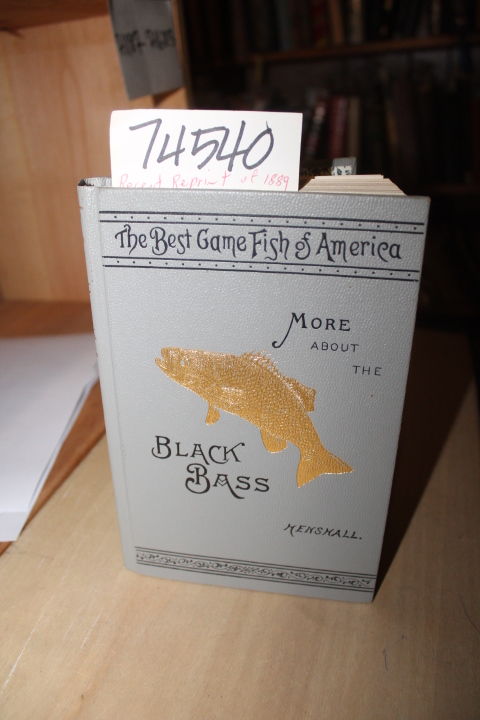 74540
Recent Reprint of 1889
The Best Game Fish of America
MORE
ABOUT
THE
BLACK
BASS
HENSHALL.